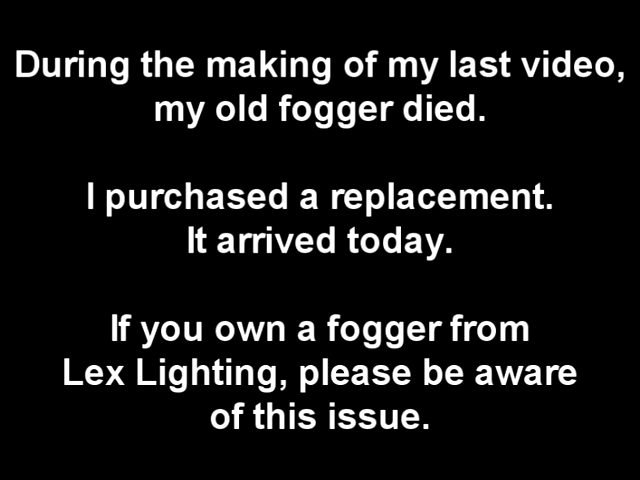 During the making of my last video,
my old fogger died.
I purchased a replacement.
It arrived today.
If you own a fogger from
Lex Lighting, please be aware
of this issue.